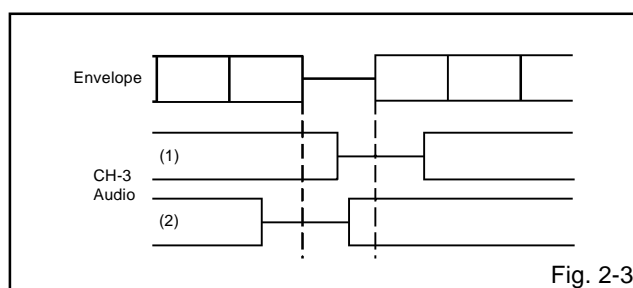 Envelope
(1)
CH-3
Audio
(2)
Fig. 2-3